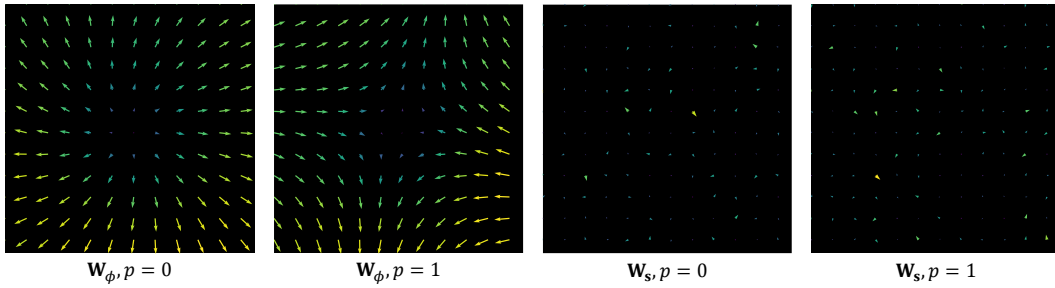 𝐖_ϕ, p = 0
𝐖_ϕ, p = 1
𝐖_𝐬, p = 0
𝐖_𝐬, p = 1